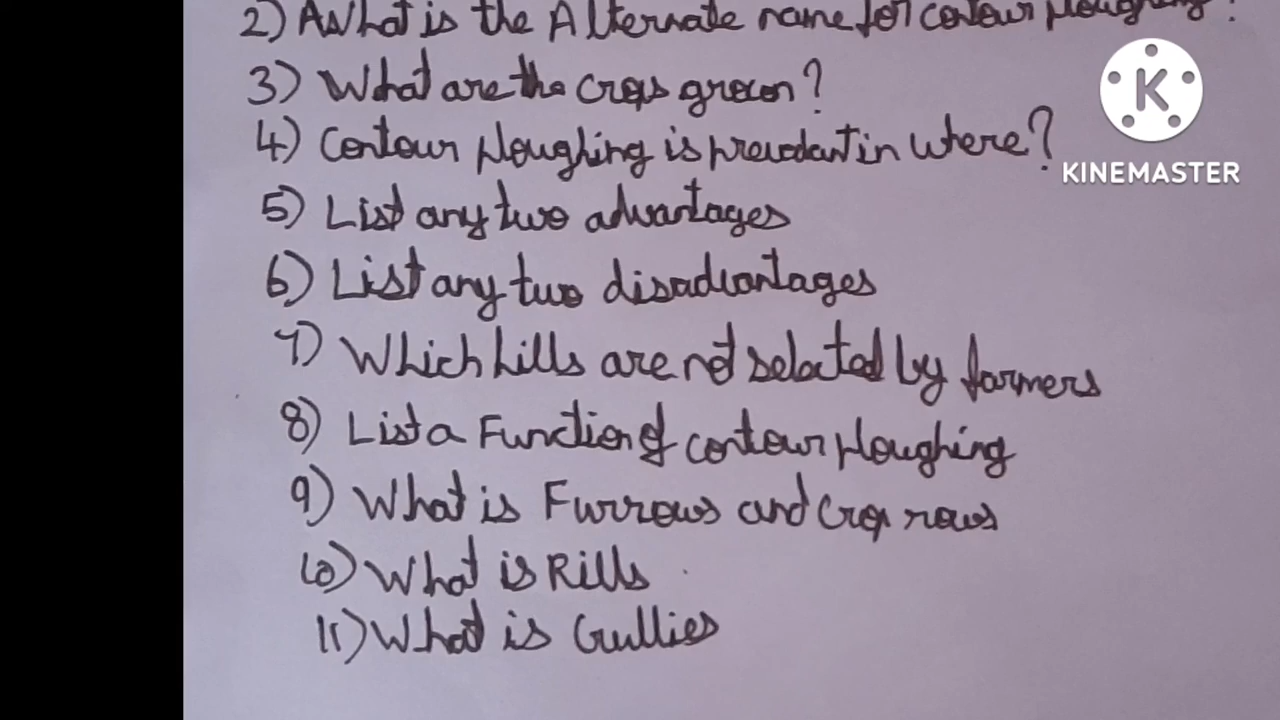 2) What is the Alternate name for contour ploughing?
3) What are the crops grown?
K
4) Contour ploughing is prevedant in where?
KINEMASTER
5) List any two advantages
6) List any two disadvantages
7) Which hills are not selected by farmers
8) List a Function of contour ploughing
9) What is Furrows and Crop rows
10) What is Rills
11) What is Gullies